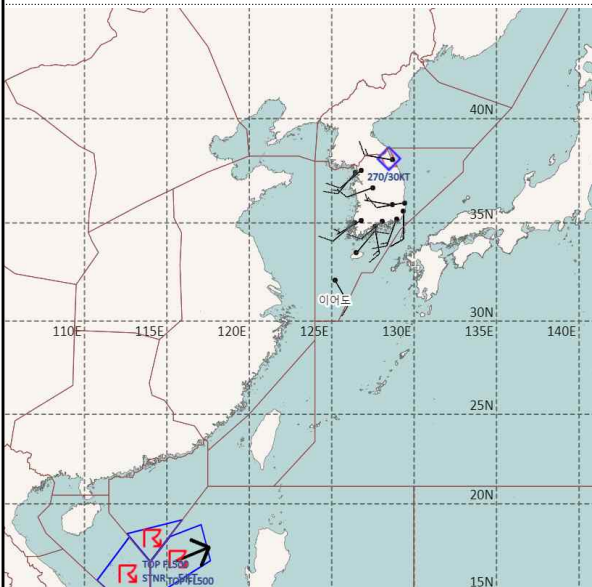 40N
270/30KT
35N
이어도
30N
110E 115E 120E 125E 130E 135E 140E
25N
20N
TOP FL500
STNR
TOP FL500
15N